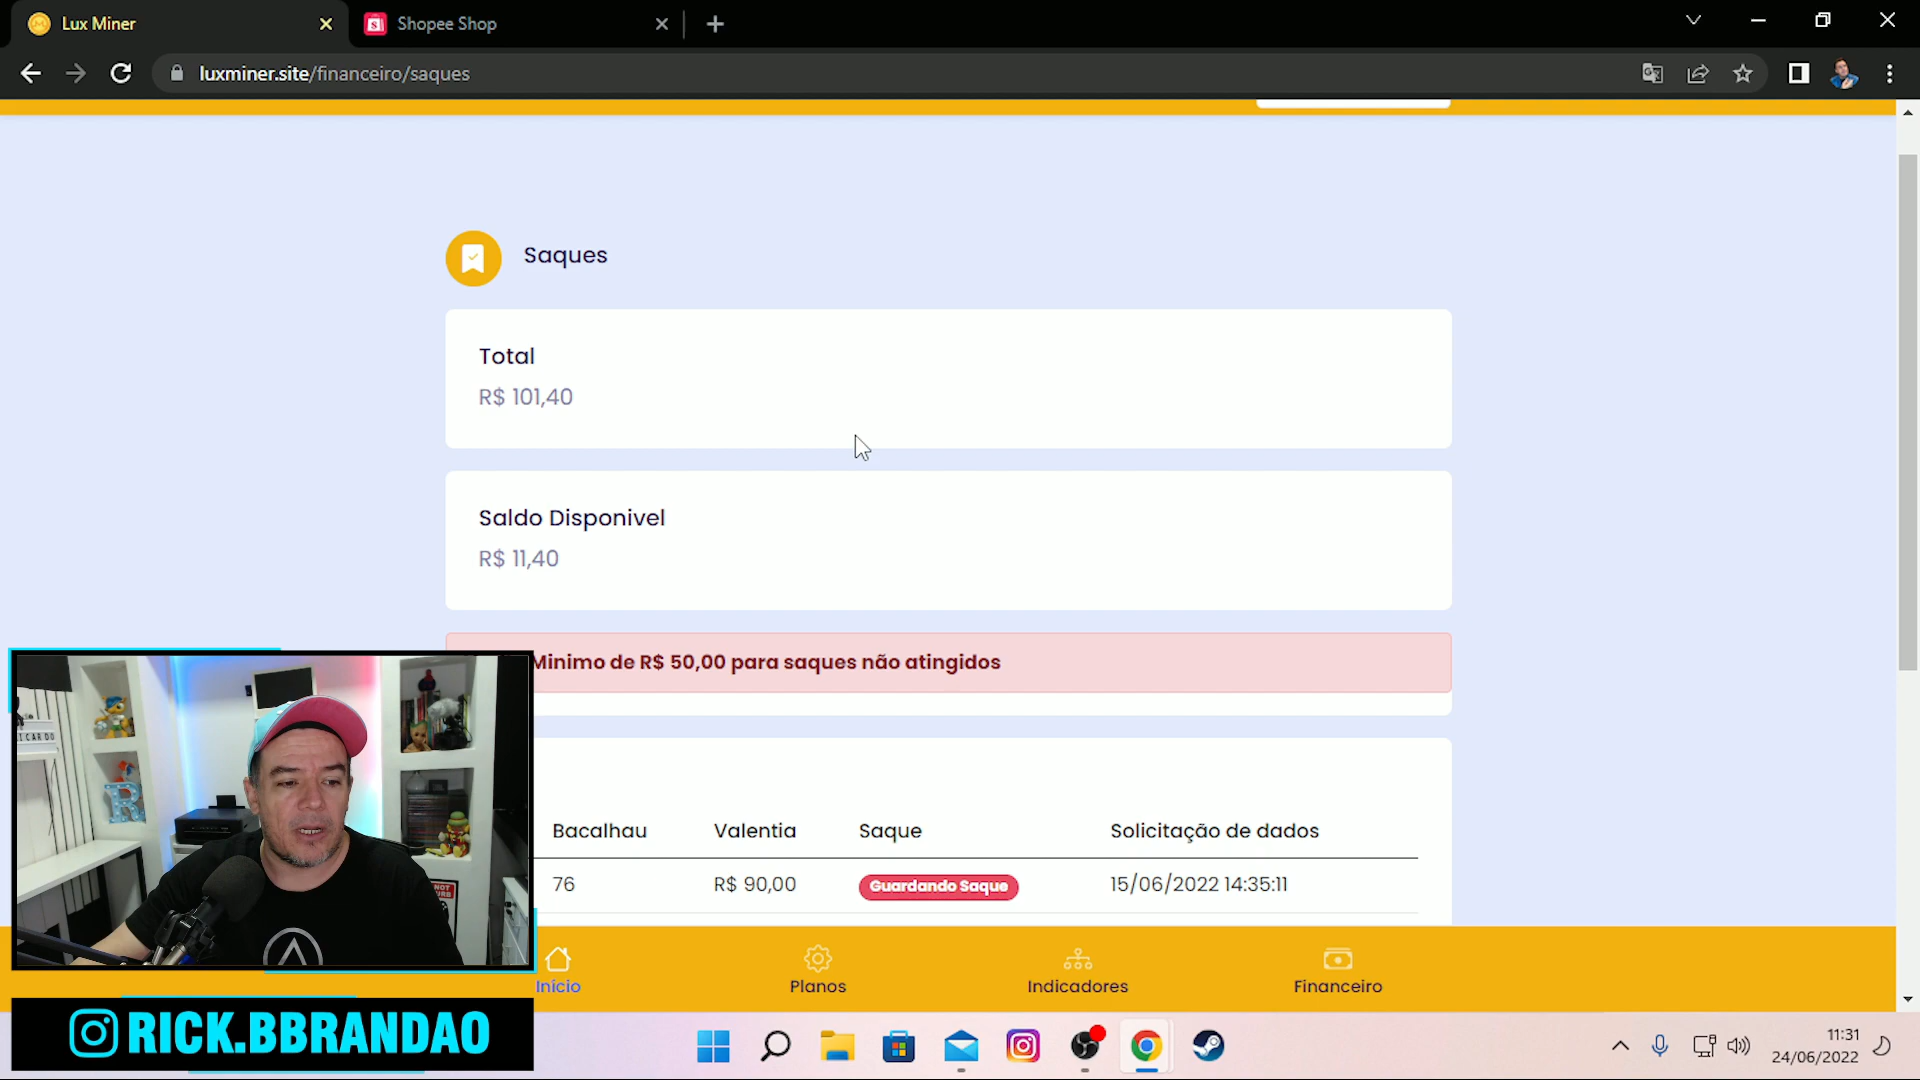 Lux Miner
Shopee Shop
luxminer.site/financeiro/saques
Saques
Total
R$ 101,40
Saldo Disponivel
R$ 11,40
Minimo de R$ 50,00 para saques não atingidos
Bacalhau Valentia Saque Solicitação de dados
76 R$ 90,00 Guardando Saque 15/06/2022 14:35:11
Início Planos Indicadores Financeiro
RICK.BBRANDAO
11:31
24/06/2022